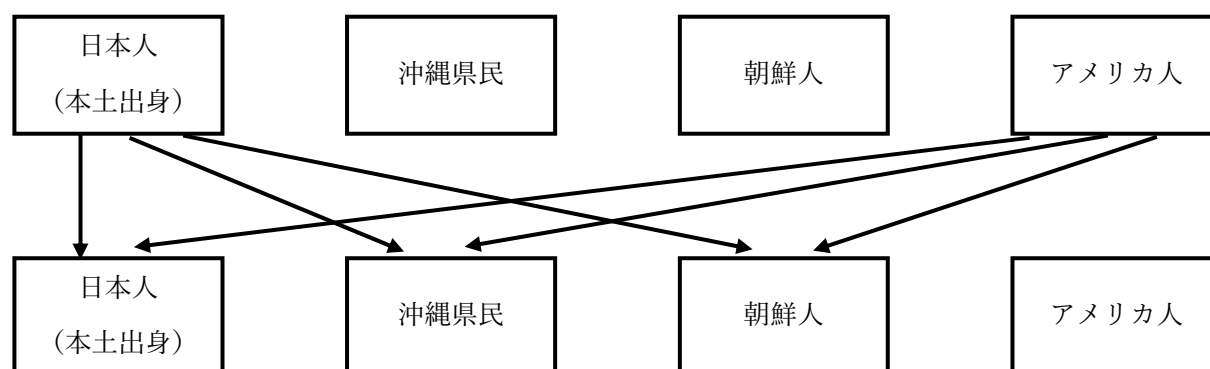 日本人
（本土出身）
沖縄県民
朝鮮人
アメリカ人
日本人
（本土出身）
沖縄県民
朝鮮人
アメリカ人